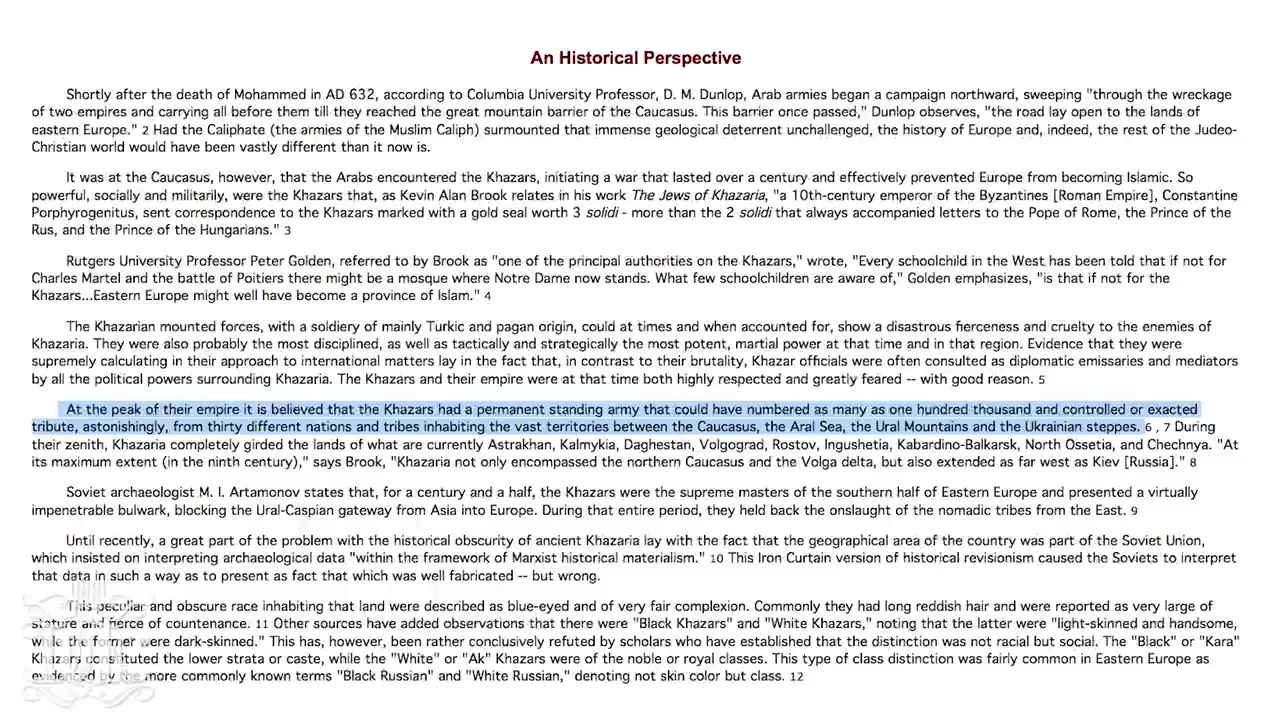 An Historical Perspective
Shortly after the death of Mohammed in AD 632, according to Columbia University Professor, D. M. Dunlop, Arab armies began a campaign northward, sweeping "through the wreckage
of two empires and carrying all before them till they reached the great mountain barrier of the Caucasus. This barrier once passed," Dunlop observes, "the road lay open to the lands of
eastern Europe." 2 Had the Caliphate (the armies of the Muslim Caliph) surmounted that immense geological deterrent unchallenged, the history of Europe and, indeed, the rest of the Judeo-
Christian world would have been vastly different than it now is.
It was at the Caucasus, however, that the Arabs encountered the Khazars, initiating a war that lasted over a century and effectively prevented Europe from becoming Islamic. So
powerful, socially and militarily, were the Khazars that, as Kevin Alan Brook relates in his work The Jews of Khazaria, "a 10th-century emperor of the Byzantines [Roman Empire], Constantine
Porphyrogenitus, sent correspondence to the Khazars marked with a gold seal worth 3 solidi - more than the 2 solidi that always accompanied letters to the Pope of Rome, the Prince of the
Rus, and the Prince of the Hungarians." 3
Rutgers University Professor Peter Golden, referred to by Brook as "one of the principal authorities on the Khazars," wrote, "Every schoolchild in the West has been told that if not for
Charles Martel and the battle of Poitiers there might be a mosque where Notre Dame now stands. What few schoolchildren are aware of," Golden emphasizes, "is that if not for the
Khazars...Eastern Europe might well have become a province of Islam." 4
The Khazarian mounted forces, with a soldiery of mainly Turkic and pagan origin, could at times and when accounted for, show a disastrous fierceness and cruelty to the enemies of
Khazaria. They were also probably the most disciplined, as well as tactically and strategically the most potent, martial power at that time and in that region. Evidence that they were
supremely calculating in their approach to international matters lay in the fact that, in contrast to their brutality, Khazar officials were often consulted as diplomatic emissaries and mediators
by all the political powers surrounding Khazaria. The Khazars and their empire were at that time both highly respected and greatly feared -- with good reason. 5
At the peak of their empire it is believed that the Khazars had a permanent standing army that could have numbered as many as one hundred thousand and controlled or exacted
tribute, astonishingly, from thirty different nations and tribes inhabiting the vast territories between the Caucasus, the Aral Sea, the Ural Mountains and the Ukrainian steppes. 6 , 7 During
their zenith, Khazaria completely girded the lands of what are currently Astrakhan, Kalmykia, Daghestan, Volgograd, Rostov, Ingushetia, Kabardino-Balkarsk, North Ossetia, and Chechnya. "At
its maximum extent (in the ninth century)," says Brook, "Khazaria not only encompassed the northern Caucasus and the Volga delta, but also extended as far west as Kiev [Russia]." 8
Soviet archaeologist M. I. Artamonov states that, for a century and a half, the Khazars were the supreme masters of the southern half of Eastern Europe and presented a virtually
impenetrable bulwark, blocking the Ural-Caspian gateway from Asia into Europe. During that entire period, they held back the onslaught of the nomadic tribes from the East. 9
Until recently, a great part of the problem with the historical obscurity of ancient Khazaria lay with the fact that the geographical area of the country was part of the Soviet Union,
which insisted on interpreting archaeological data "within the framework of Marxist historical materialism." 10 This Iron Curtain version of historical revisionism caused the Soviets to interpret
that data in such a way as to present as fact that which was well fabricated -- but wrong.
This peculiar and obscure race inhabiting that land were described as blue-eyed and of very fair complexion. Commonly they had long reddish hair and were reported as very large of
stature and fierce of countenance. 11 Other sources have added observations that there were "Black Khazars" and "White Khazars," noting that the latter were "light-skinned and handsome,
while the former were dark-skinned." This has, however, been rather conclusively refuted by scholars who have established that the distinction was not racial but social. The "Black" or "Kara"
Khazars constituted the lower strata or caste, while the "White" or "Ak" Khazars were of the noble or royal classes. This type of class distinction was fairly common in Eastern Europe as
evidenced by the more commonly known terms "Black Russian" and "White Russian," denoting not skin color but class. 12